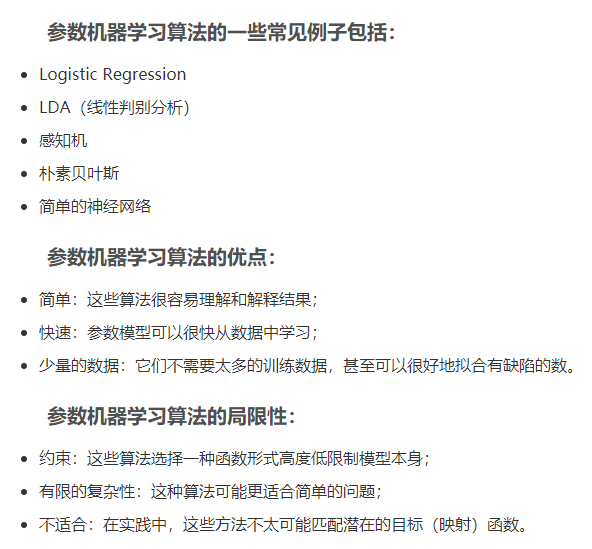 参数机器学习算法的一些常见例子包括：
Logistic Regression
LDA（线性判别分析）
感知机
朴素贝叶斯
简单的神经网络
参数机器学习算法的优点：
简单：这些算法很容易理解和解释结果；
快速：参数模型可以很快从数据中学习；
少量的数据：它们不需要太多的训练数据，甚至可以很好地拟合有缺陷的数。
参数机器学习算法的局限性：
约束：这些算法选择一种函数形式高度低限制模型本身；
有限的复杂性：这种算法可能更适合简单的问题；
不适合：在实践中，这些方法不太可能匹配潜在的目标（映射）函数。